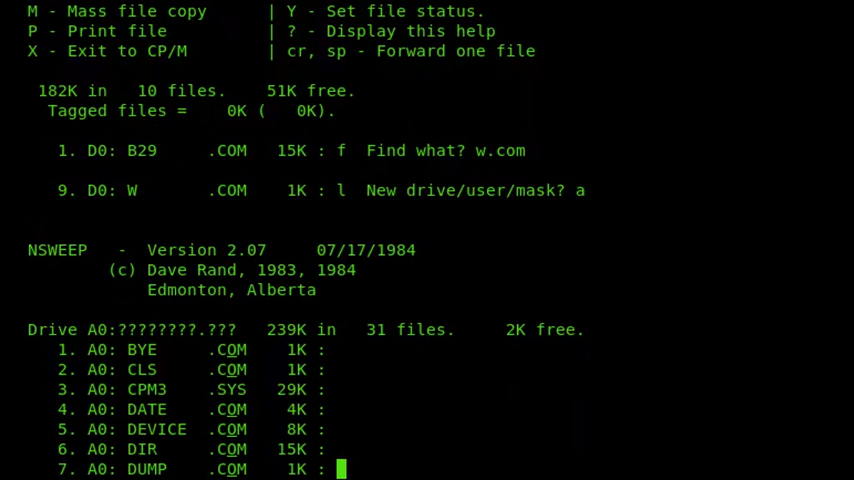 M - Mass file copy | Y - Set file status.
P - Print file | ? - Display this help
X - Exit to CP/M | cr, sp - Forward one file
182K in 10 files. 51K free.
Tagged files = 0K ( 0K).
1. D0: B29 .COM 15K : f Find what? w.com
9. D0: W .COM 1K : l New drive/user/mask? a
NSWEEP - Version 2.07 07/17/1984
(c) Dave Rand, 1983, 1984
Edmonton, Alberta
Drive A0:????????.??? 239K in 31 files. 2K free.
1. A0: BYE .COM 1K :
2. A0: CLS .COM 1K :
3. A0: CPM3 .SYS 29K :
4. A0: DATE .COM 4K :
5. A0: DEVICE .COM 8K :
6. A0: DIR .COM 15K :
7. A0: DUMP .COM 1K :